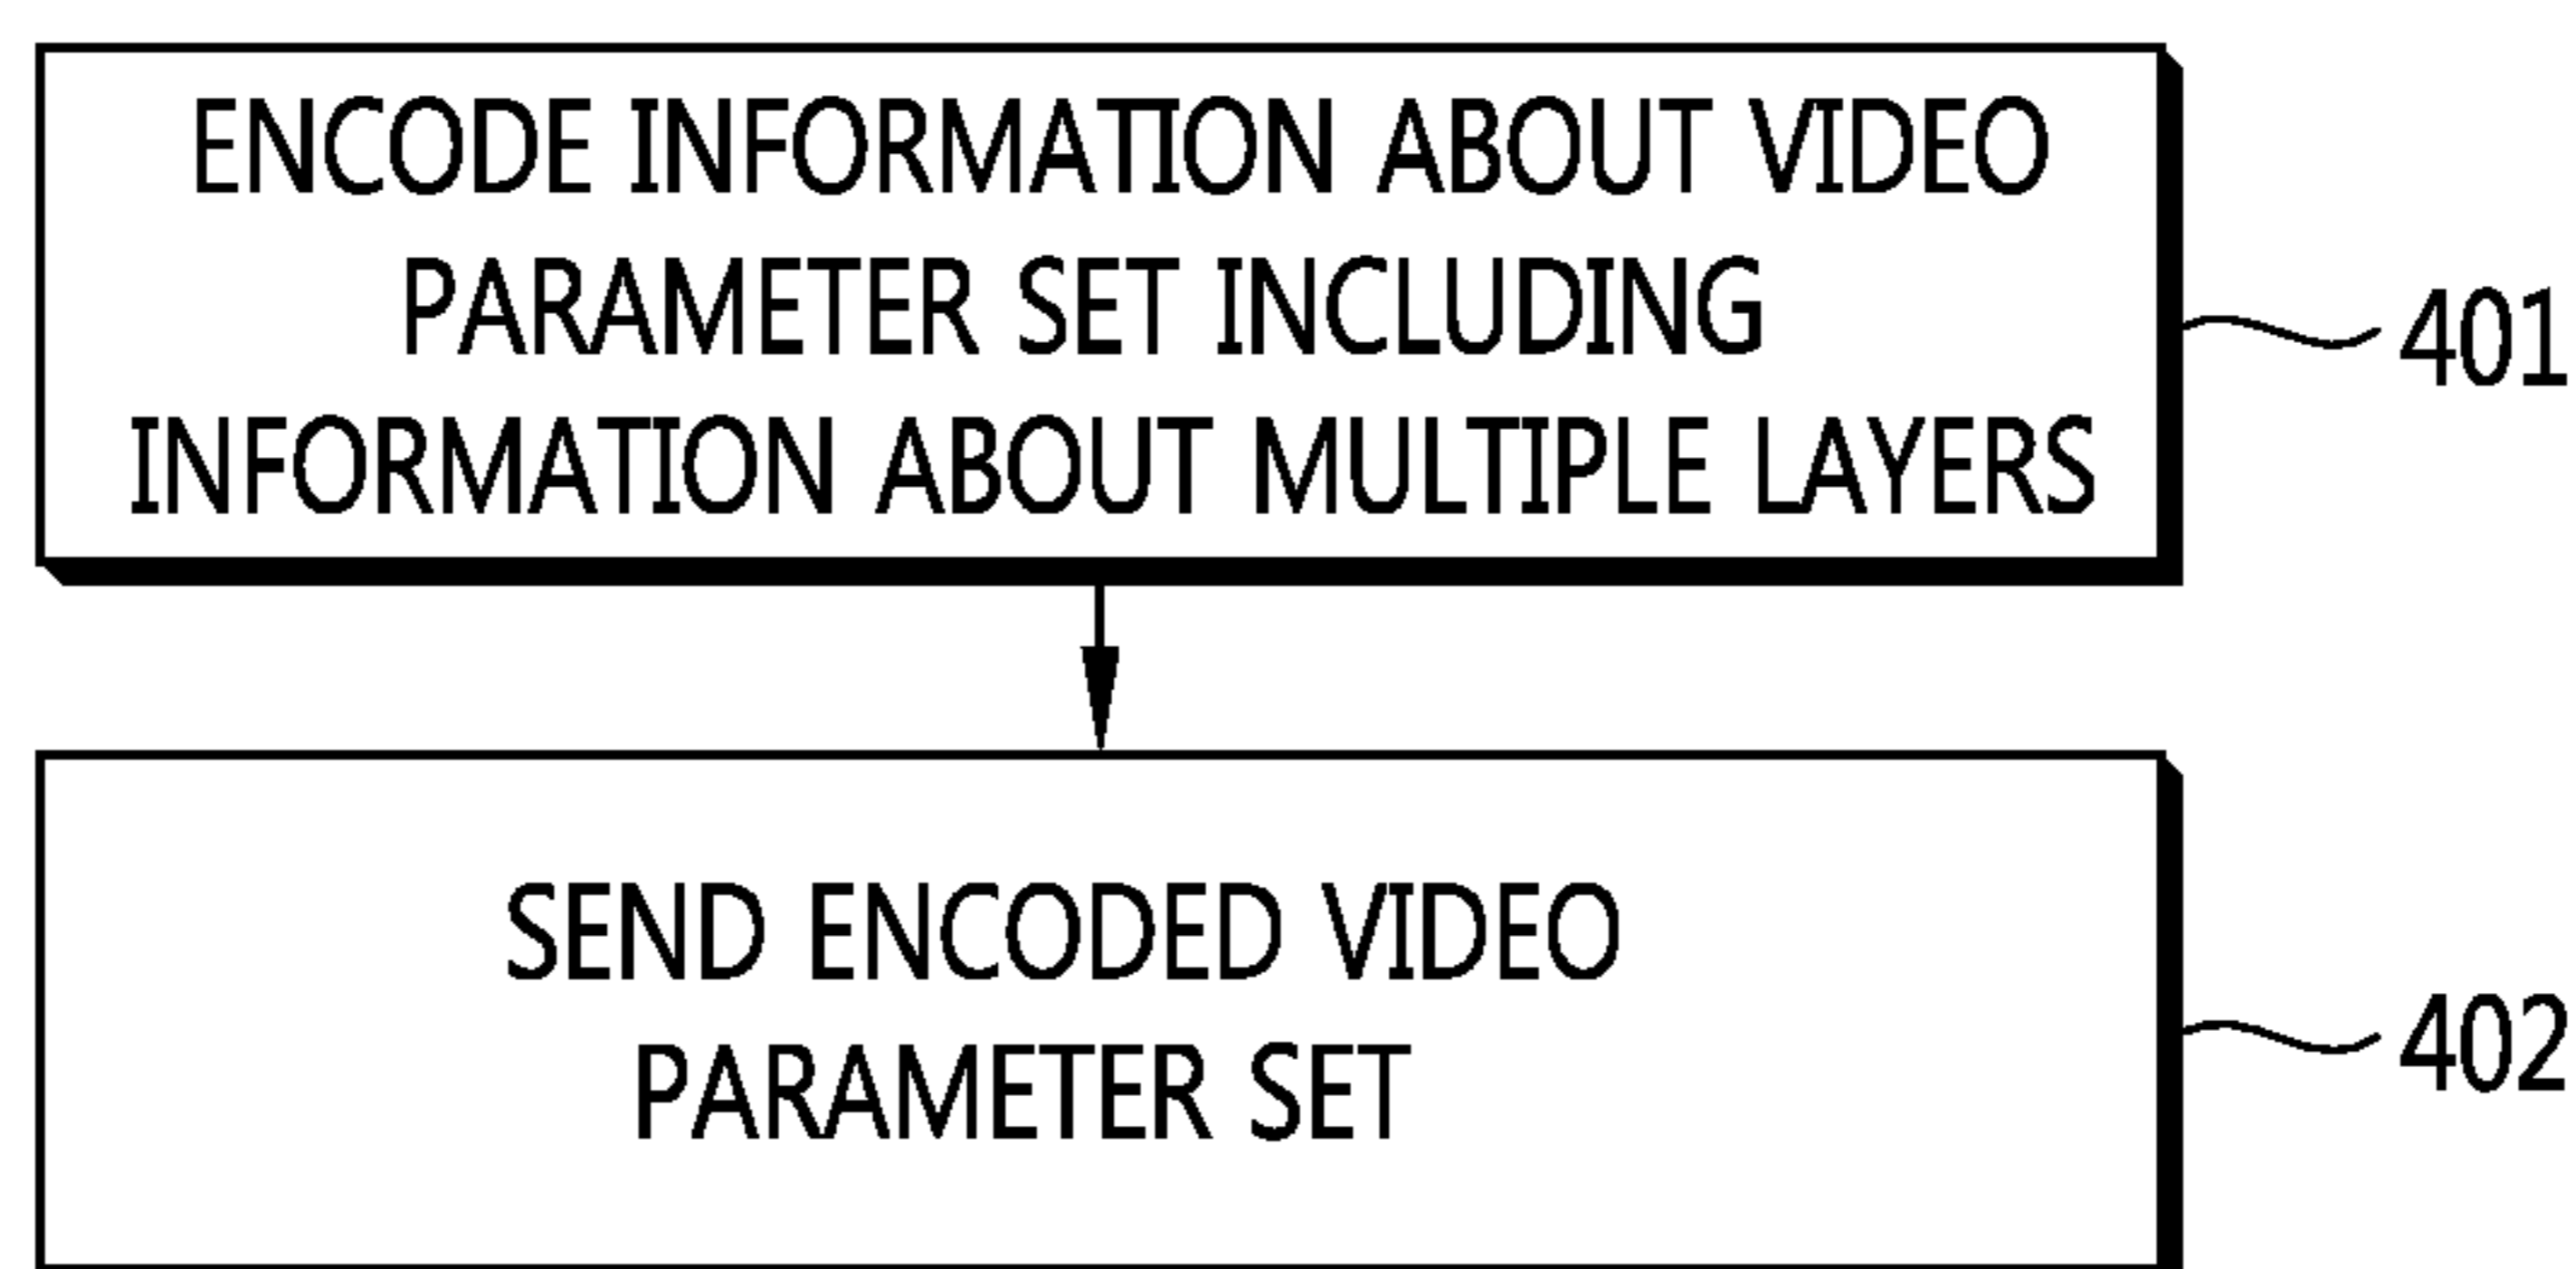 ENCODE INFORMATION ABOUT VIDEO
PARAMETER SET INCLUDING
INFORMATION ABOUT MULTIPLE LAYERS
401
SEND ENCODED VIDEO
PARAMETER SET
402